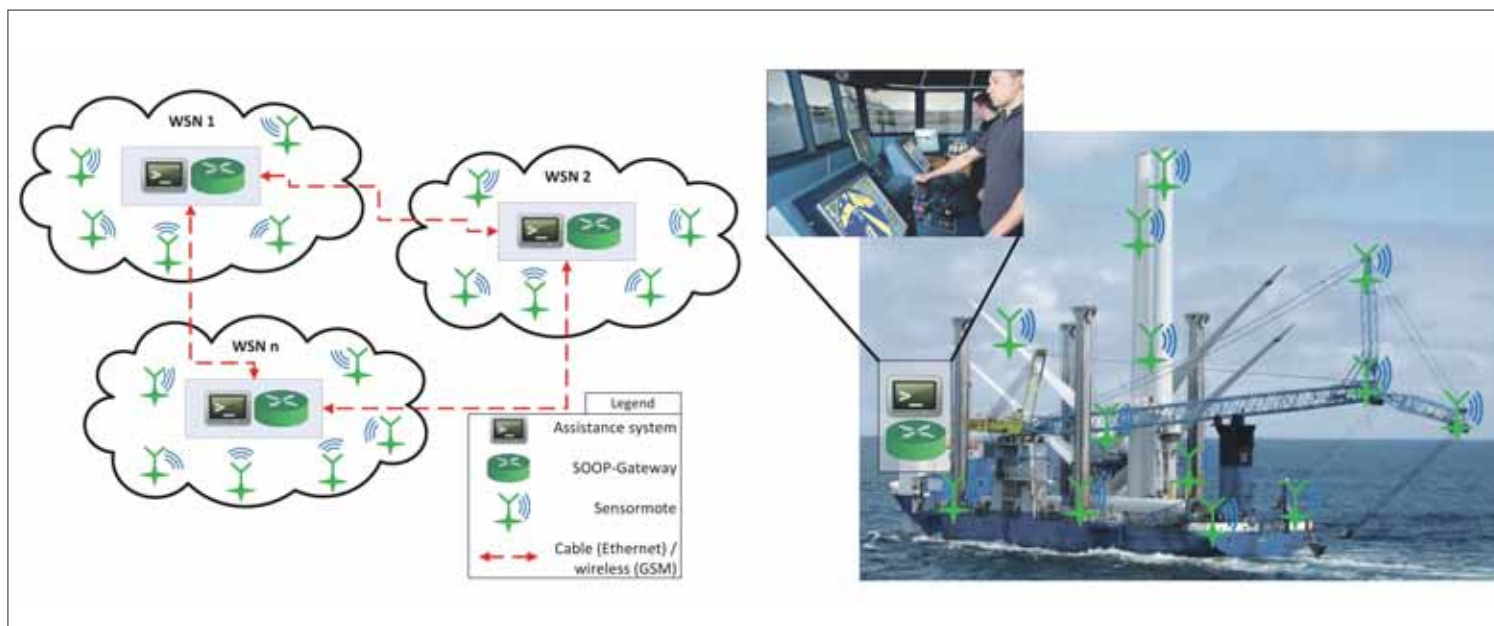 WSN 1
WSN 2
WSN n
Legend
Assistance system
SOOP-Gateway
Sensormote
Cable (Ethernet) /
wireless (GSM)